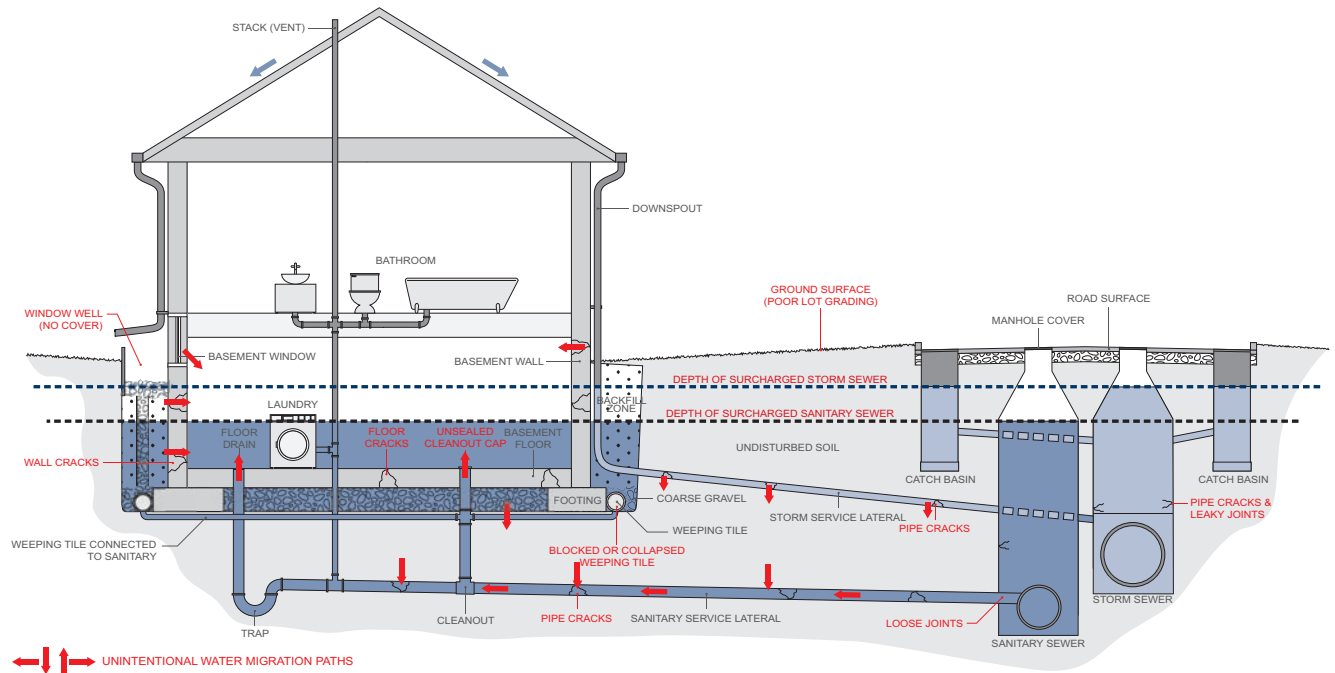 STACK (VENT)
DOWNSPOUT
BATHROOM
GROUND SURFACE
(POOR LOT GRADING)
ROAD SURFACE
MANHOLE COVER
WINDOW WELL
(NO COVER)
BASEMENT WINDOW
BASEMENT WALL
DEPTH OF SURCHARGED STORM SEWER
BACKFILL
ZONE
LAUNDRY
DEPTH OF SURCHARGED SANITARY SEWER
FLOOR
DRAIN
FLOOR
CRACKS
UNSEALED
CLEANOUT CAP
BASEMENT
FLOOR
UNDISTURBED SOIL
WALL CRACKS
CATCH BASIN
CATCH BASIN
FOOTING
COARSE GRAVEL
STORM SERVICE LATERAL
PIPE CRACKS
PIPE CRACKS &
LEAKY JOINTS
WEEPING TILE
WEEPING TILE CONNECTED
TO SANITARY
BLOCKED OR COLLAPSED
WEEPING TILE
STORM SEWER
TRAP
CLEANOUT
PIPE CRACKS
SANITARY SERVICE LATERAL
LOOSE JOINTS
SANITARY SEWER
UNINTENTIONAL WATER MIGRATION PATHS